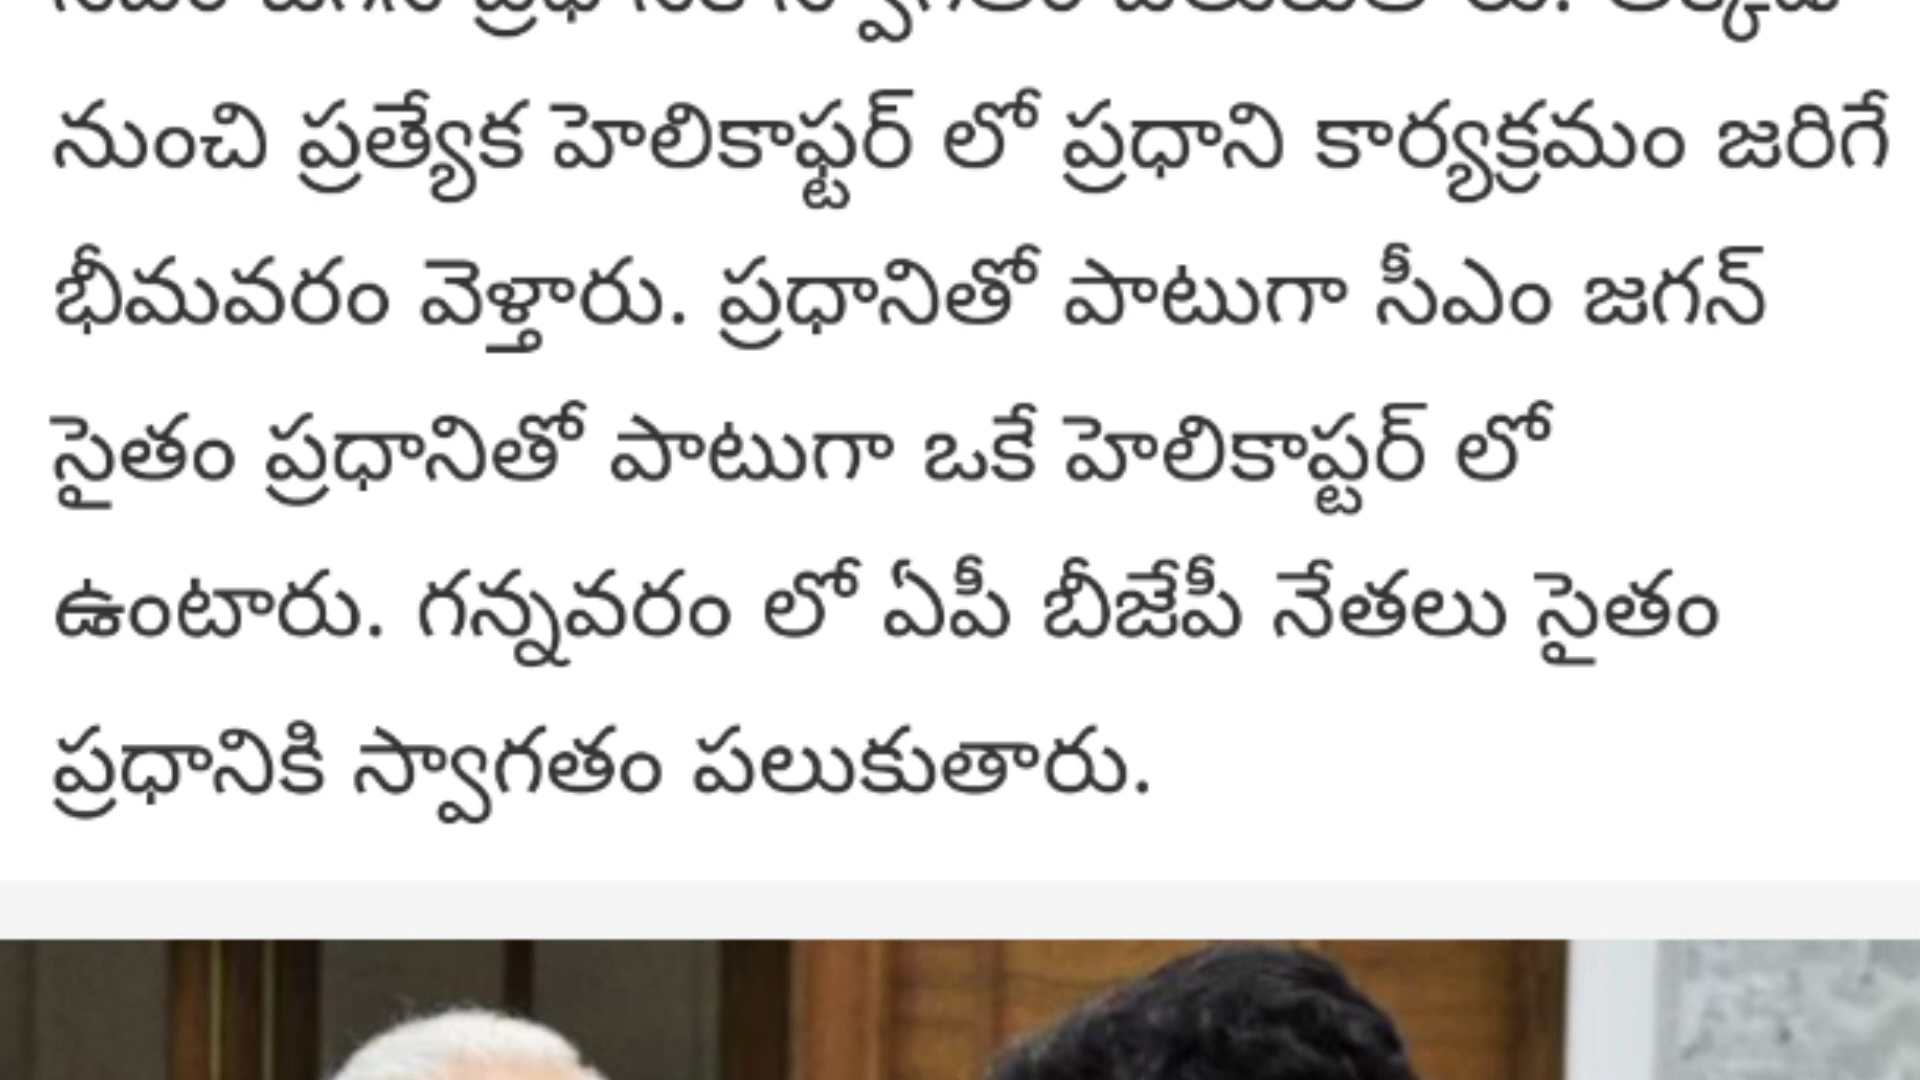 నుంచి ప్రత్యేక హెలికాఫ్టర్ లో ప్రధాని కార్యక్రమం జరిగే
భీమవరం వెళ్తారు. ప్రధానితో పాటుగా సీఎం జగన్
సైతం ప్రధానితో పాటుగా ఒకే హెలికాప్టర్ లో
ఉంటారు. గన్నవరం లో ఏపీ బీజేపీ నేతలు సైతం
ప్రధానికి స్వాగతం పలుకుతారు.